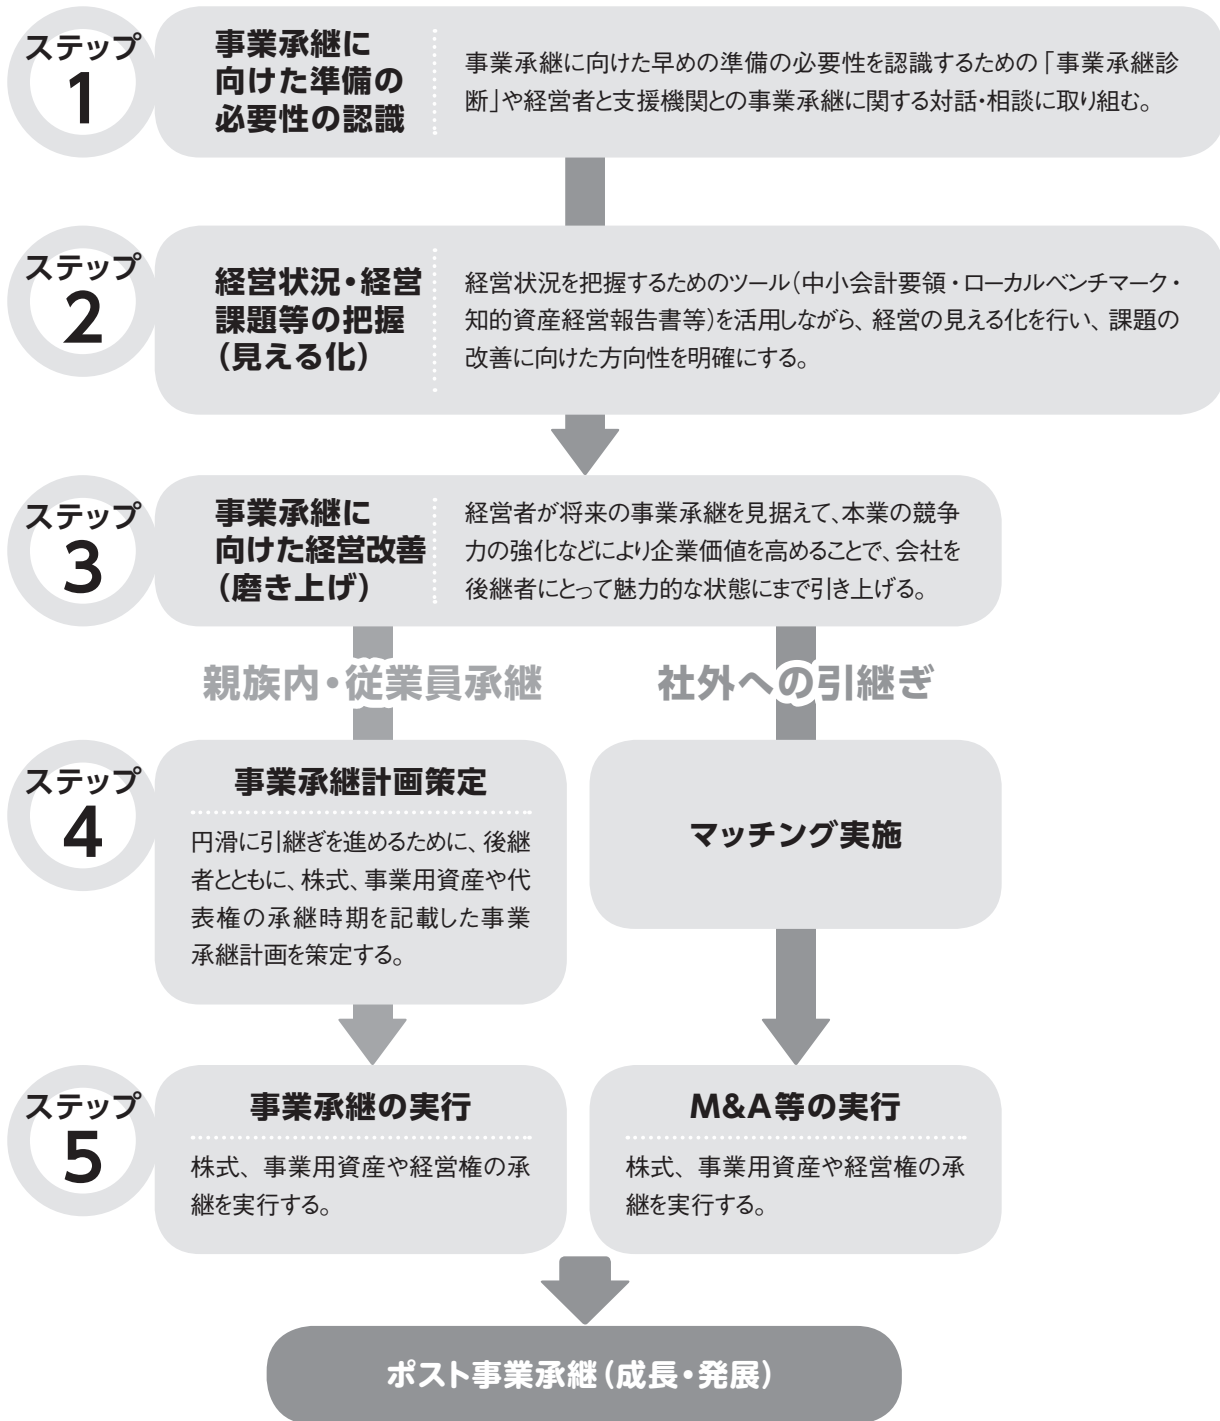 ステップ
1
事業承継に
向けた準備の
必要性の認識
事業承継に向けた早めの準備の必要性を認識するための「事業承継診
断」や経営者と支援機関との事業承継に関する対話・相談に取り組む。
ステップ
2
経営状況・経営
課題等の把握
（見える化）
経営状況を把握するためのツール（中小会計要領・ローカルベンチマーク・
知的資産経営報告書等）を活用しながら、経営の見える化を行い、課題の
改善に向けた方向性を明確にする。
ステップ
3
事業承継に
向けた経営改善
（磨き上げ）
経営者が将来の事業承継を見据えて、本業の競争
力の強化などにより企業価値を高めることで、会社を
後継者にとって魅力的な状態にまで引き上げる。
親族内・従業員承継
社外への引継ぎ
ステップ
4
事業承継計画策定
円滑に引継ぎを進めるために、後継
者とともに、株式、事業用資産や代
表権の承継時期を記載した事業
承継計画を策定する。
マッチング実施
ステップ
5
事業承継の実行
株式、事業用資産や経営権の承
継を実行する。
M&A等の実行
株式、事業用資産や経営権の承
継を実行する。
ポスト事業承継（成長・発展）